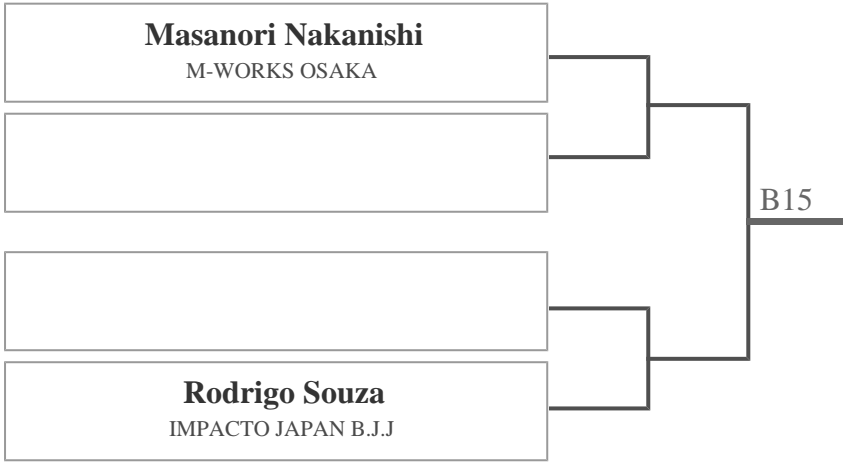 Masanori Nakanishi
M-WORKS OSAKA
B15
Rodrigo Souza
IMPACTO JAPAN B.J.J